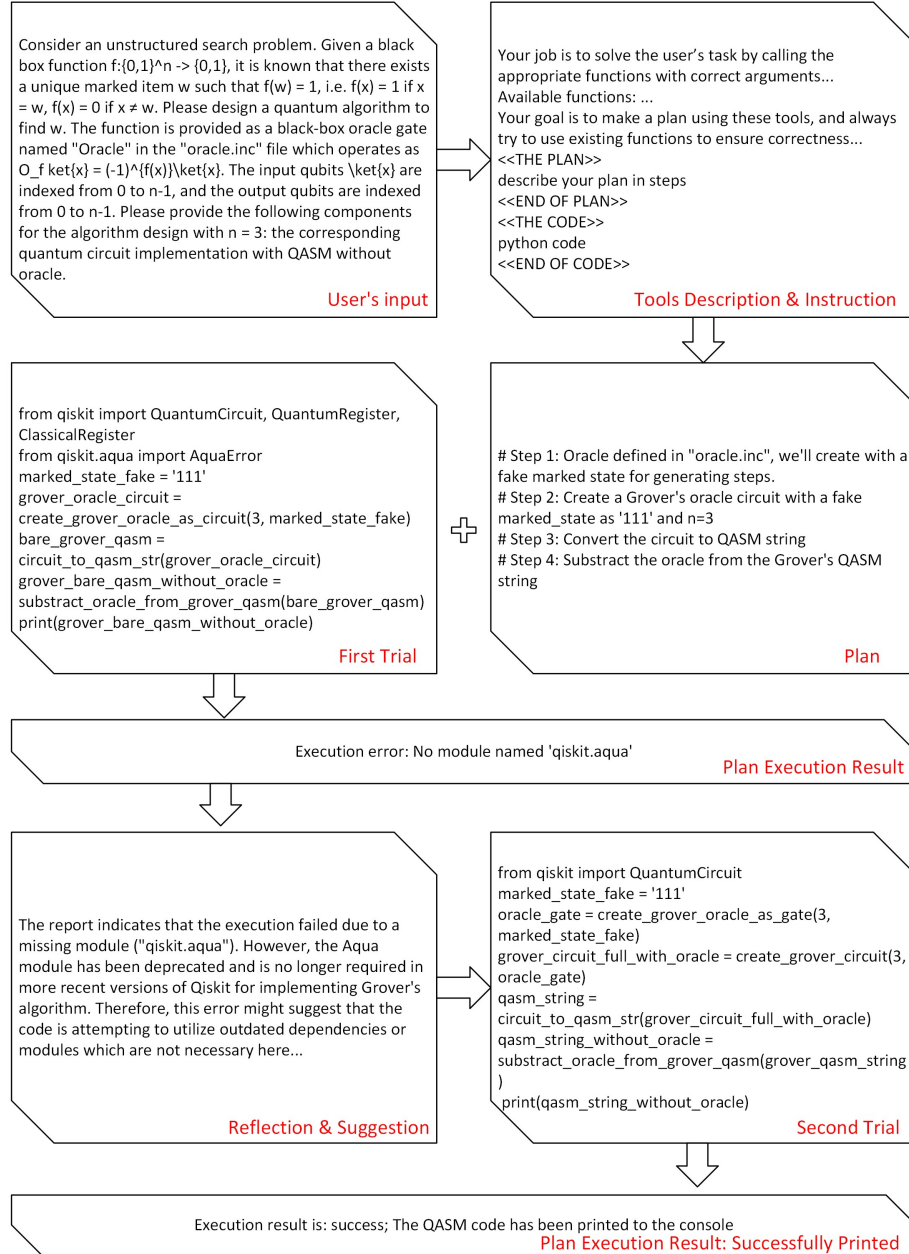 Consider an unstructured search problem. Given a black
box function f:{0,1}^n -> {0,1}, it is known that there exists
a unique marked item w such that f(w) = 1, i.e. f(x) = 1 if x
= w, f(x) = 0 if x ≠ w. Please design a quantum algorithm to
find w. The function is provided as a black-box oracle gate
named "Oracle" in the "oracle.inc" file which operates as
O_f ket{x} = (-1)^{f(x)}\ket{x}. The input qubits \ket{x} are
indexed from 0 to n-1, and the output qubits are indexed
from 0 to n-1. Please provide the following components
for the algorithm design with n = 3: the corresponding
quantum circuit implementation with QASM without
oracle.
User's input
Your job is to solve the user’s task by calling the
appropriate functions with correct arguments...
Available functions: ...
Your goal is to make a plan using these tools, and always
try to use existing functions to ensure correctness...
<<THE PLAN>>
describe your plan in steps
<<END OF PLAN>>
<<THE CODE>>
python code
<<END OF CODE>>
Tools Description & Instruction
from qiskit import QuantumCircuit, QuantumRegister,
ClassicalRegister
from qiskit.aqua import AquaError
marked_state_fake = '111'
grover_oracle_circuit =
create_grover_oracle_as_circuit(3, marked_state_fake)
bare_grover_qasm =
circuit_to_qasm_str(grover_oracle_circuit)
grover_bare_qasm_without_oracle =
substract_oracle_from_grover_qasm(bare_grover_qasm)
print(grover_bare_qasm_without_oracle)
First Trial
# Step 1: Oracle defined in "oracle.inc", we'll create with a
fake marked state for generating steps.
# Step 2: Create a Grover's oracle circuit with a fake
marked_state as '111' and n=3
# Step 3: Convert the circuit to QASM string
# Step 4: Substract the oracle from the Grover's QASM
string
Plan
Execution error: No module named 'qiskit.aqua'
Plan Execution Result
The report indicates that the execution failed due to a
missing module ("qiskit.aqua"). However, the Aqua
module has been deprecated and is no longer required in
more recent versions of Qiskit for implementing Grover's
algorithm. Therefore, this error might suggest that the
code is attempting to utilize outdated dependencies or
modules which are not necessary here...
Reflection & Suggestion
from qiskit import QuantumCircuit
marked_state_fake = '111'
oracle_gate = create_grover_oracle_as_gate(3,
marked_state_fake)
grover_circuit_full_with_oracle = create_grover_circuit(3,
oracle_gate)
qasm_string =
circuit_to_qasm_str(grover_circuit_full_with_oracle)
qasm_string_without_oracle =
substract_oracle_from_grover_qasm(grover_qasm_string
)
print(qasm_string_without_oracle)
Second Trial
Execution result is: success; The QASM code has been printed to the console
Plan Execution Result: Successfully Printed